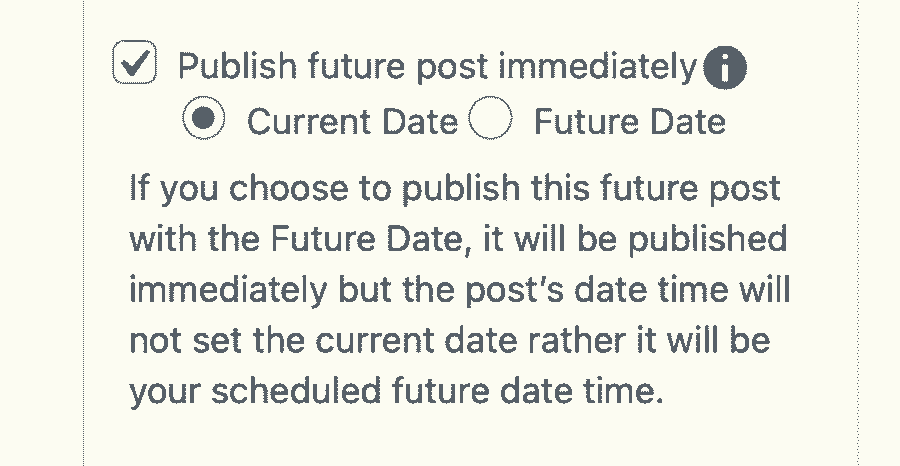 Publish future post immediately
Current Date Future Date
If you choose to publish this future post
with the Future Date, it will be published
immediately but the post’s date time will
not set the current date rather it will be
your scheduled future date time.